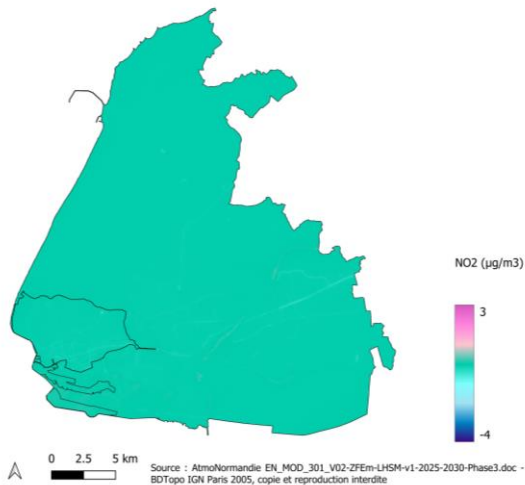 NO2 (µg/m3)
3
-4
0 2.5 5 km
Source : AtmoNormandie EN_MOD_301_V02-ZFEm-LHSM-v1-2025-2030-Phase3.doc -
BDTopo IGN Paris 2005, copie et reproduction interdite